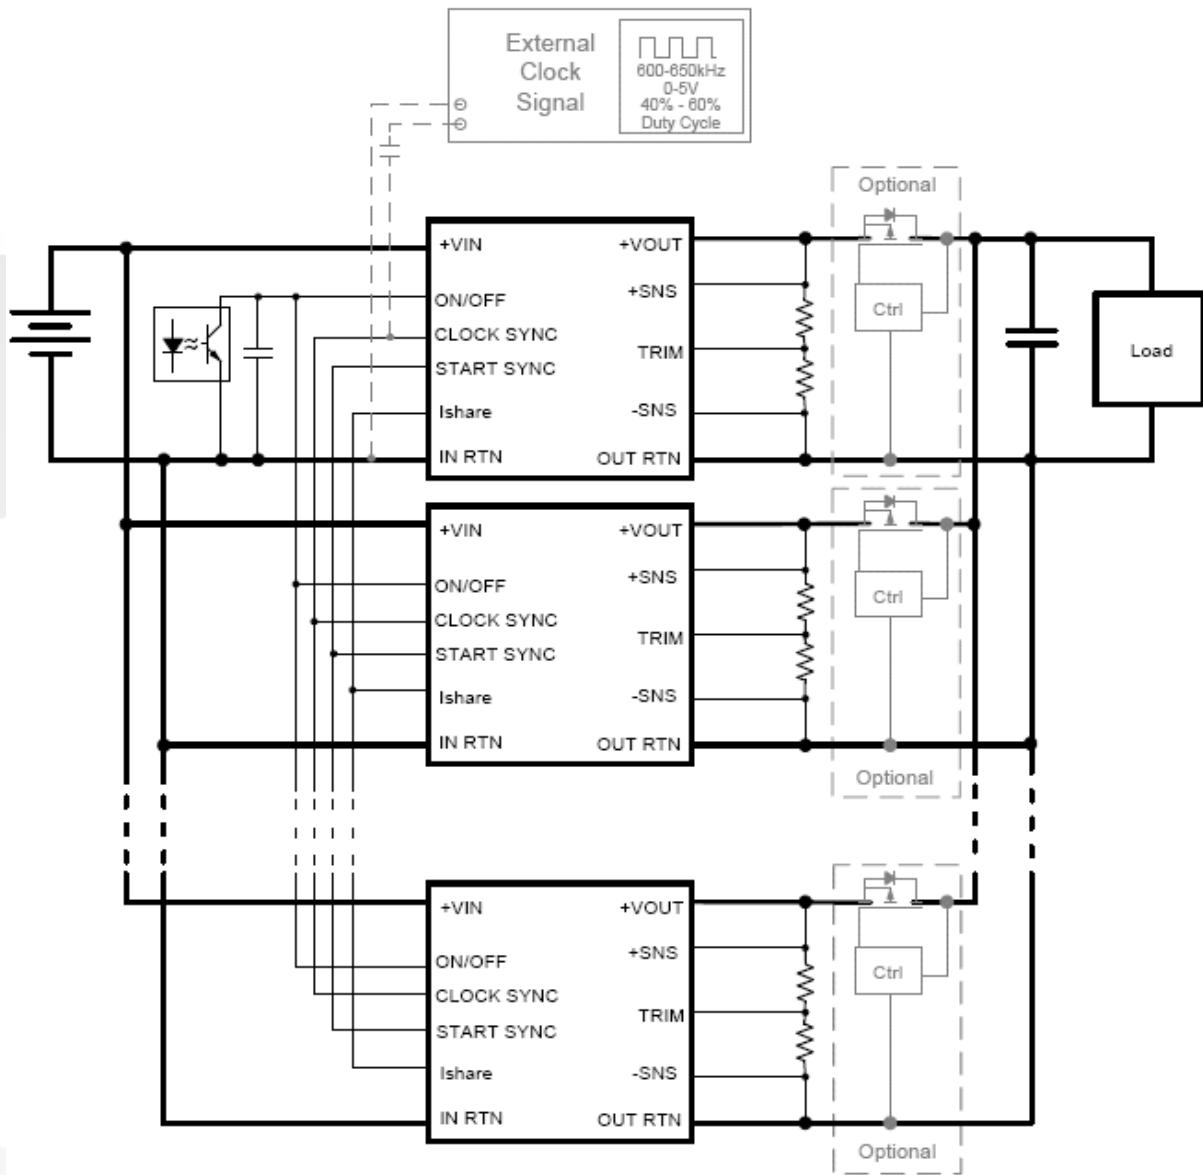 External
Clock
Signal
600-650kHz
0-5V
40% - 60%
Duty Cycle
Optional
+VIN
+VOUT
ON/OFF
+SNS
Ctrl
CLOCK SYNC
TRIM
START SYNC
Load
Ishare
-SNS
IN RTN
OUT RTN
+VIN
+VOUT
ON/OFF
+SNS
Ctrl
CLOCK SYNC
TRIM
START SYNC
Ishare
-SNS
IN RTN
OUT RTN
Optional
+VIN
+VOUT
ON/OFF
+SNS
Ctrl
CLOCK SYNC
TRIM
START SYNC
Ishare
-SNS
IN RTN
OUT RTN
Optional